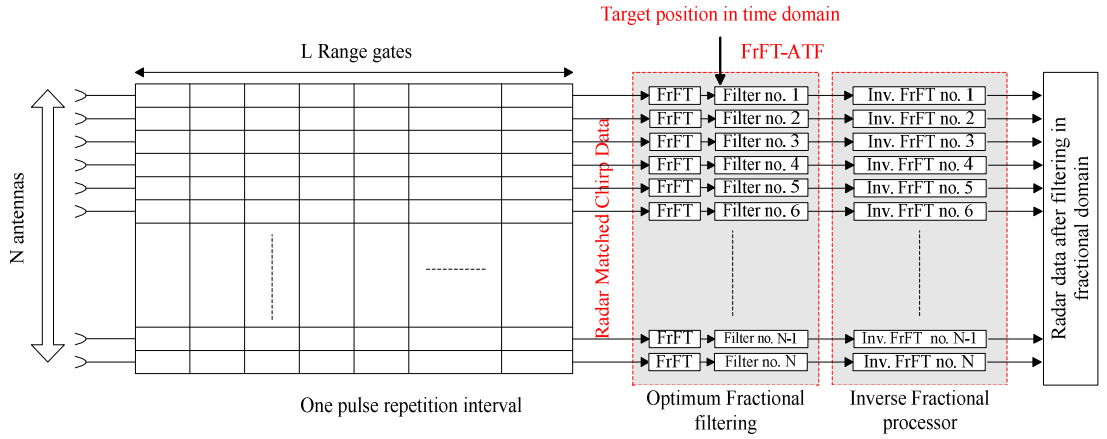 Target position in time domain
L Range gates
FrFT-ATF
N antennas
Radar Matched Chirp Data
FrFT Filter no. 1 Inv. FrFT no. 1
FrFT Filter no. 2 Inv. FrFT no. 2
FrFT Filter no. 3 Inv. FrFT no. 3
FrFT Filter no. 4 Inv. FrFT no. 4
FrFT Filter no. 5 Inv. FrFT no. 5
FrFT Filter no. 6 Inv. FrFT no. 6
FrFT Filter no. N-1 Inv. FrFT no. N-1
FrFT Filter no. N Inv. FrFT no. N
Radar data after filtering in
fractional domain
One pulse repetition interval
Optimum Fractional
filtering
Inverse Fractional
processor